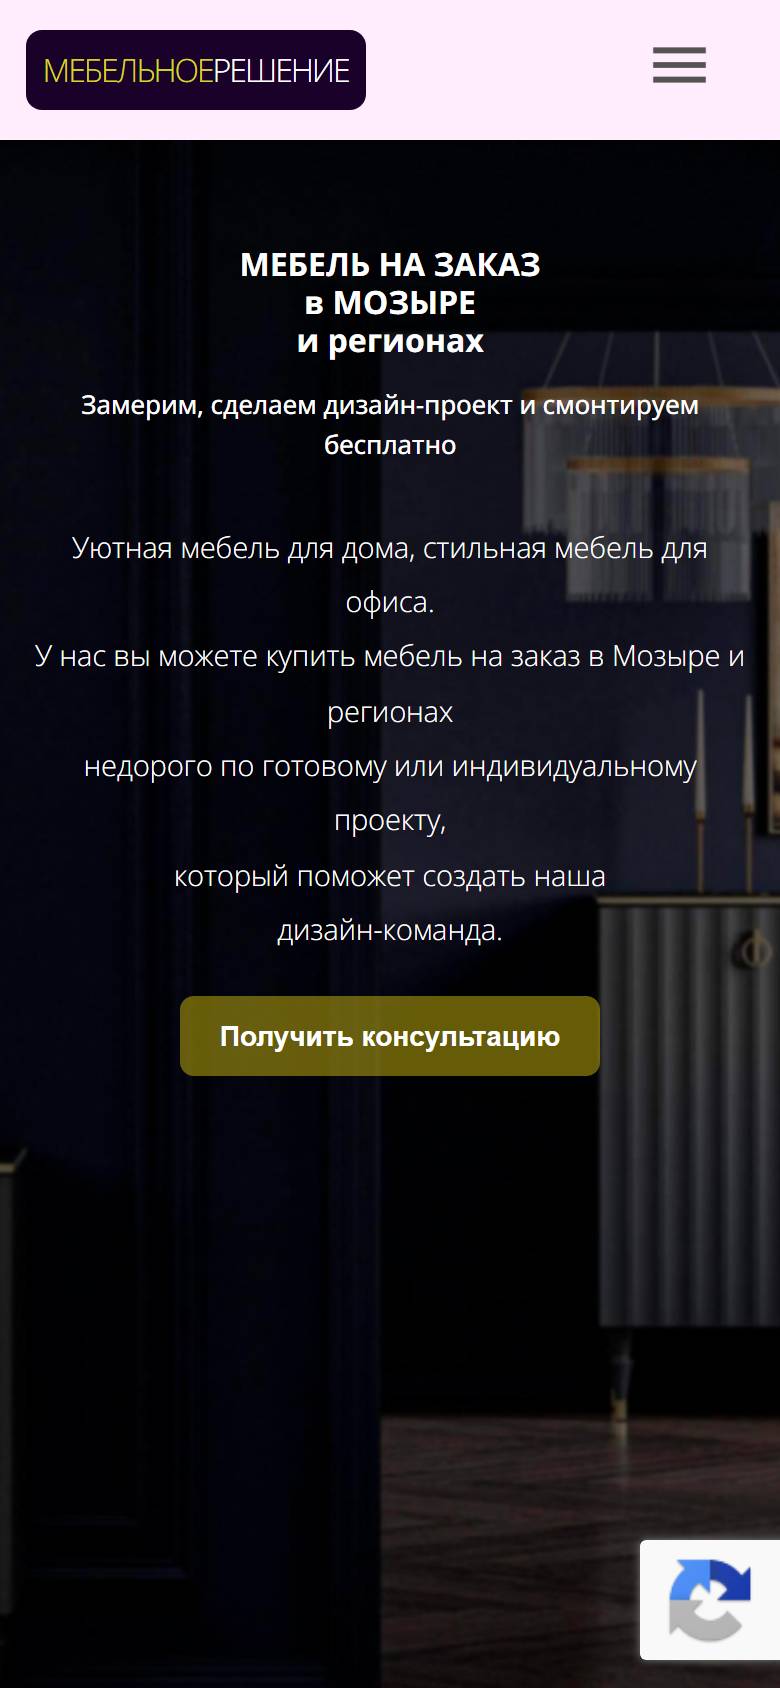 МЕБЕЛЬНОЕРЕШЕНИЕ
МЕБЕЛЬ НА ЗАКАЗ
в МОЗЫРЕ
и регионах
Замерим, сделаем дизайн-проект и смонтируем
бесплатно
Уютная мебель для дома, стильная мебель для
офиса.
У нас вы можете купить мебель на заказ в Мозыре и
регионах
недорого по готовому или индивидуальному
проекту,
который поможет создать наша
дизайн-команда.
Получить консультацию